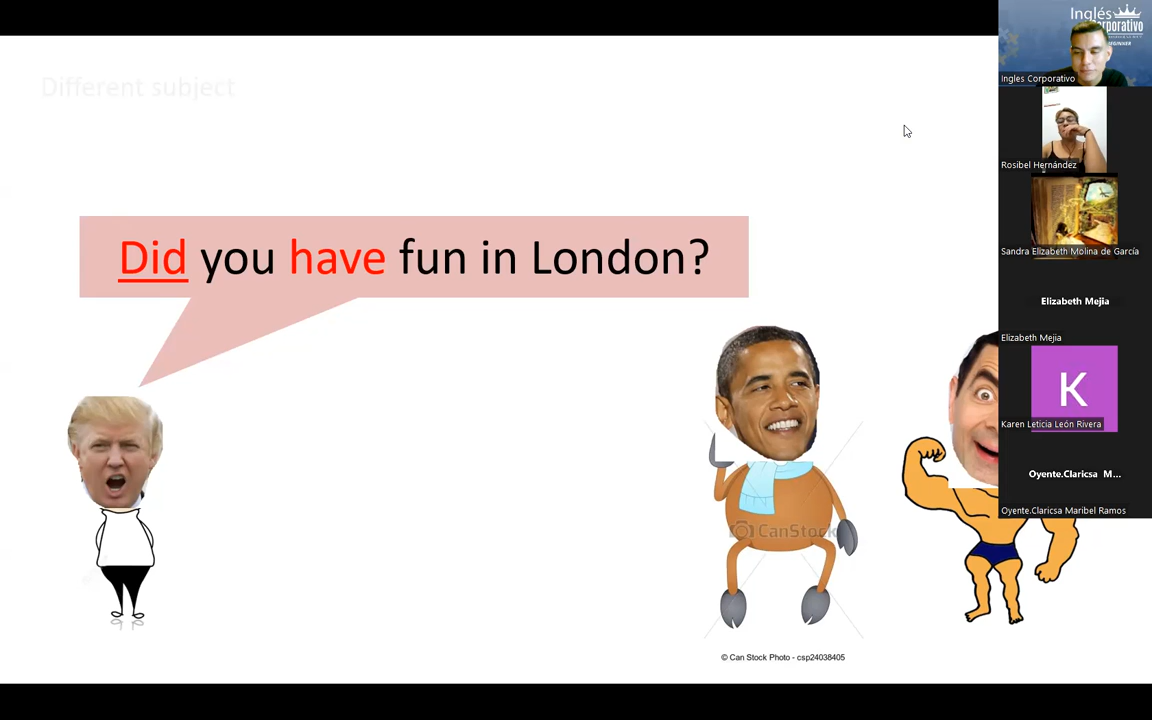 Different subject
Did you have fun in London?
CanStock
© Can Stock Photo - csp24038405
Inglés
Corporativo
BEGINNER
Ingles Corporativo
Rosibel Hernández
Sandra Elizabeth Molina de García
Elizabeth Mejia
Elizabeth Mejia
K
Karen Leticia León Rivera
Oyente.Claricsa M...
Oyente.Claricsa Maribel Ramos